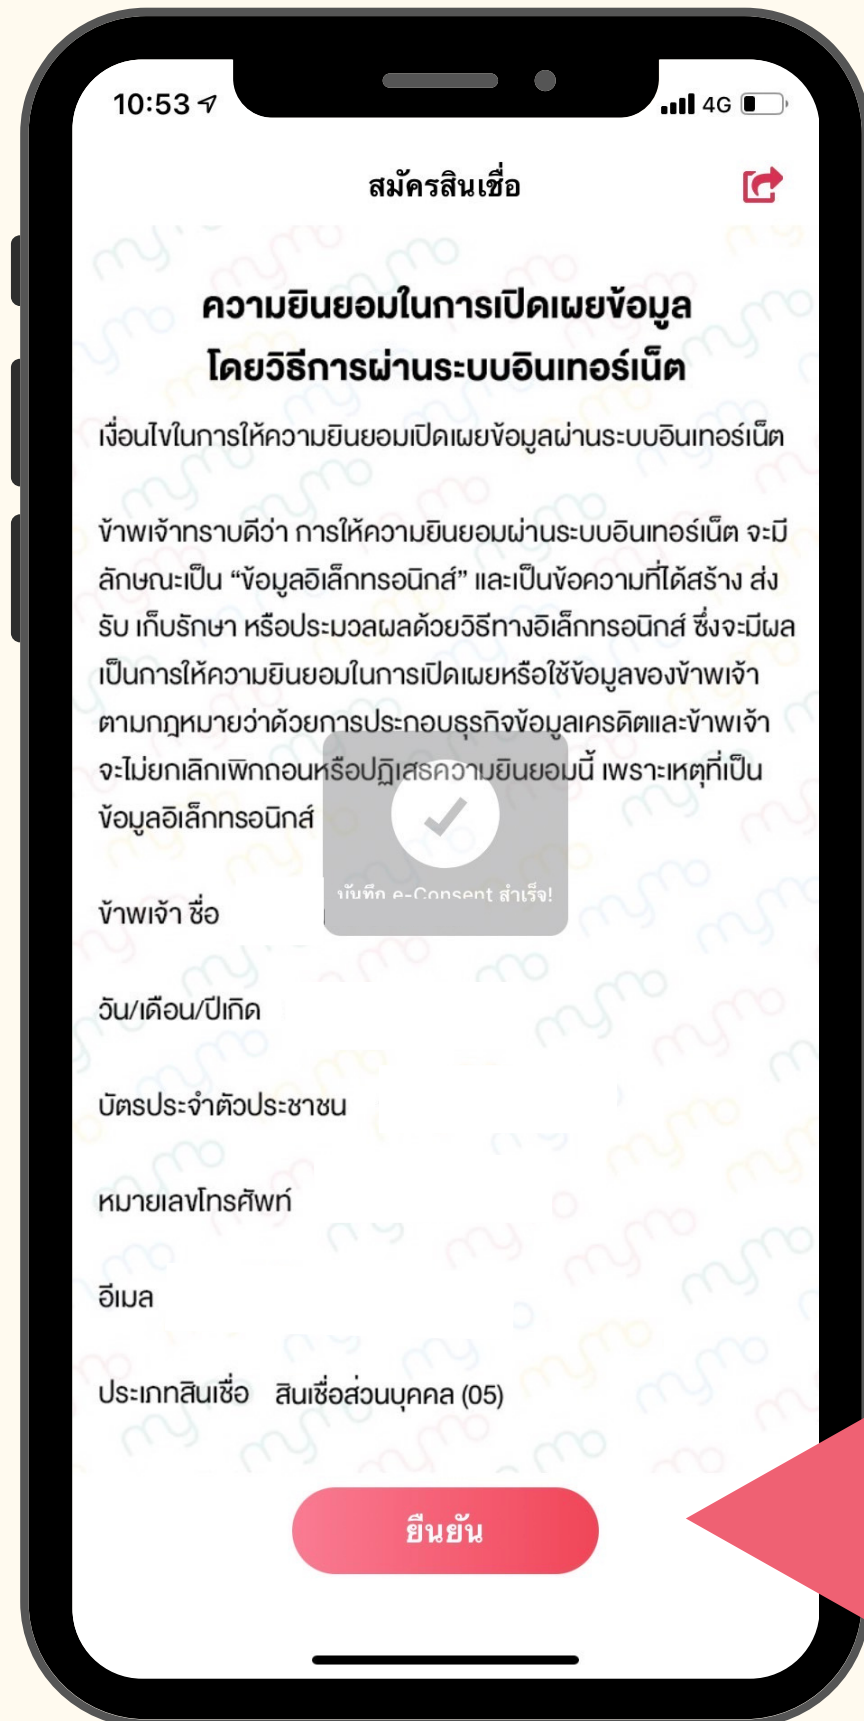 10:53
4G
สมัครสินเชื่อ
ความยินยอมในการเปิดเผยข้อมูล
โดยวิธีการผ่านระบบอินเทอร์เน็ต
เงื่อนไขในการให้ความยินยอมเปิดเผยข้อมูลผ่านระบบอินเทอร์เน็ต
ข้าพเจ้าทราบดีว่า การให้ความยินยอมผ่านระบบอินเทอร์เน็ต จะมี
ลักษณะเป็น “ข้อมูลอิเล็กทรอนิกส์” และเป็นข้อความที่ได้สร้าง ส่ง
รับ เก็บรักษา หรือประมวลผลด้วยวิธีทางอิเล็กทรอนิกส์ ซึ่งจะมีผล
เป็นการให้ความยินยอมในการเปิดเผยหรือใช้ข้อมูลของข้าพเจ้า
ตามกฎหมายว่าด้วยการประกอบธุรกิจข้อมูลเครดิตและข้าพเจ้า
จะไม่ยกเลิกเพิกถอนหรือปฏิเสธความยินยอมนี้ เพราะเหตุที่เป็น
ข้อมูลอิเล็กทรอนิกส์
บันทึก e-Consent สำเร็จ!
ข้าพเจ้า ชื่อ
วัน/เดือน/ปีเกิด
บัตรประจำตัวประชาชน
หมายเลขโทรศัพท์
อีเมล
ประเภทสินเชื่อ สินเชื่อส่วนบุคคล (05)
ยืนยัน
mymo